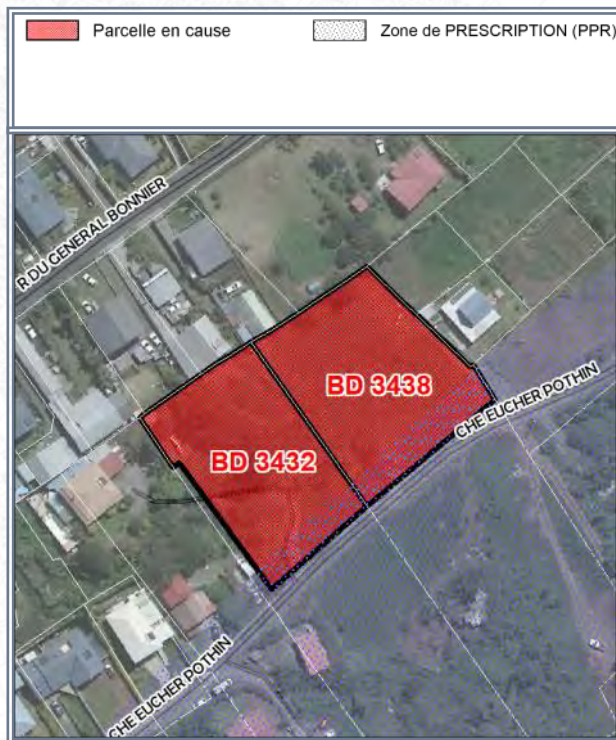 Parcelle en cause
Zone de PRESCRIPTION (PPR)
R DU GENERAL BONNIER
BD 3438
CHE EUCHER POTHIN
BD 3432
CHE EUCHER POTHIN